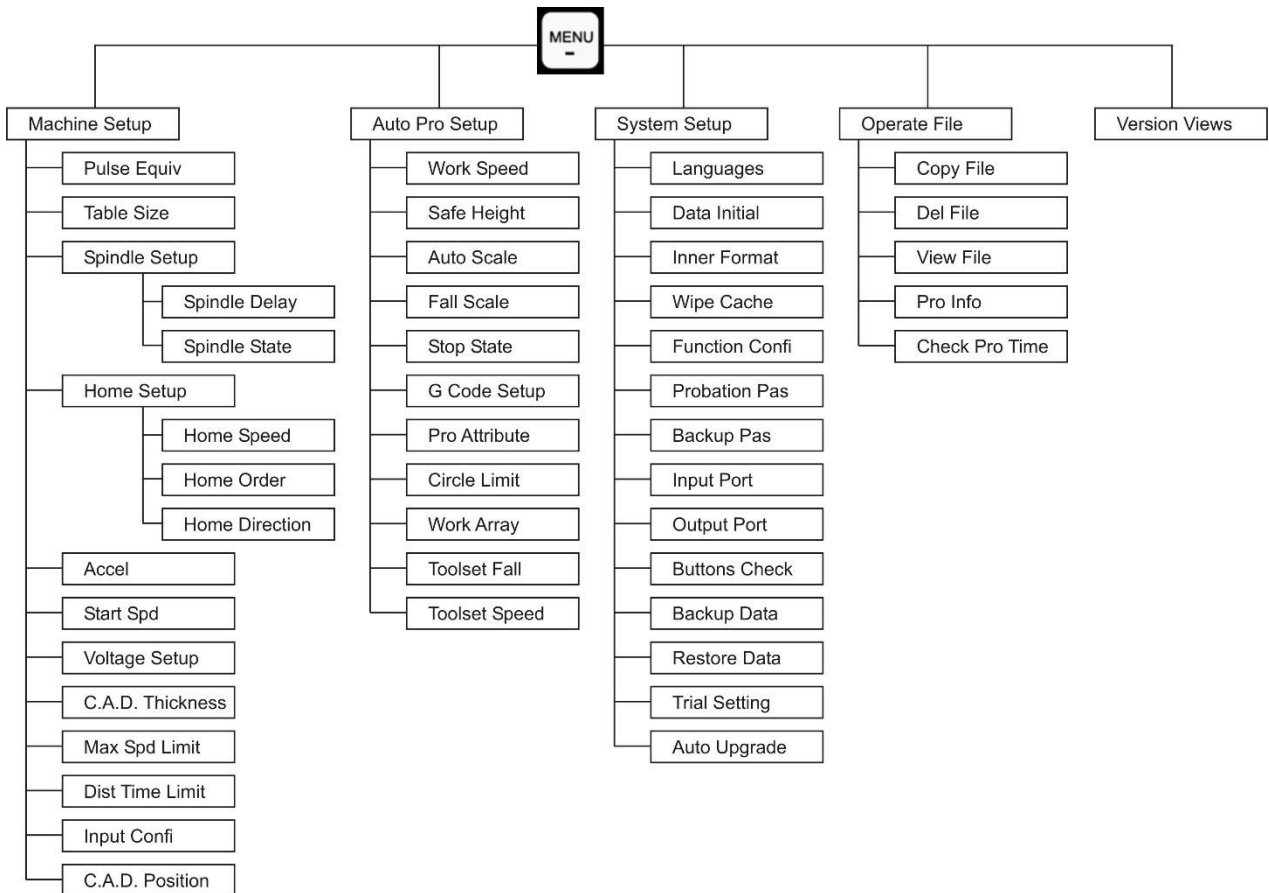 MENU
-
Machine Setup
Pulse Equiv
Table Size
Spindle Setup
Spindle Delay
Spindle State
Home Setup
Home Speed
Home Order
Home Direction
Accel
Start Spd
Voltage Setup
C.A.D. Thickness
Max Spd Limit
Dist Time Limit
Input Confi
C.A.D. Position
Auto Pro Setup
Work Speed
Safe Height
Auto Scale
Fall Scale
Stop State
G Code Setup
Pro Attribute
Circle Limit
Work Array
Toolset Fall
Toolset Speed
System Setup
Languages
Data Initial
Inner Format
Wipe Cache
Function Confi
Probation Pas
Backup Pas
Input Port
Output Port
Buttons Check
Backup Data
Restore Data
Trial Setting
Auto Upgrade
Operate File
Copy File
Del File
View File
Pro Info
Check Pro Time
Version Views